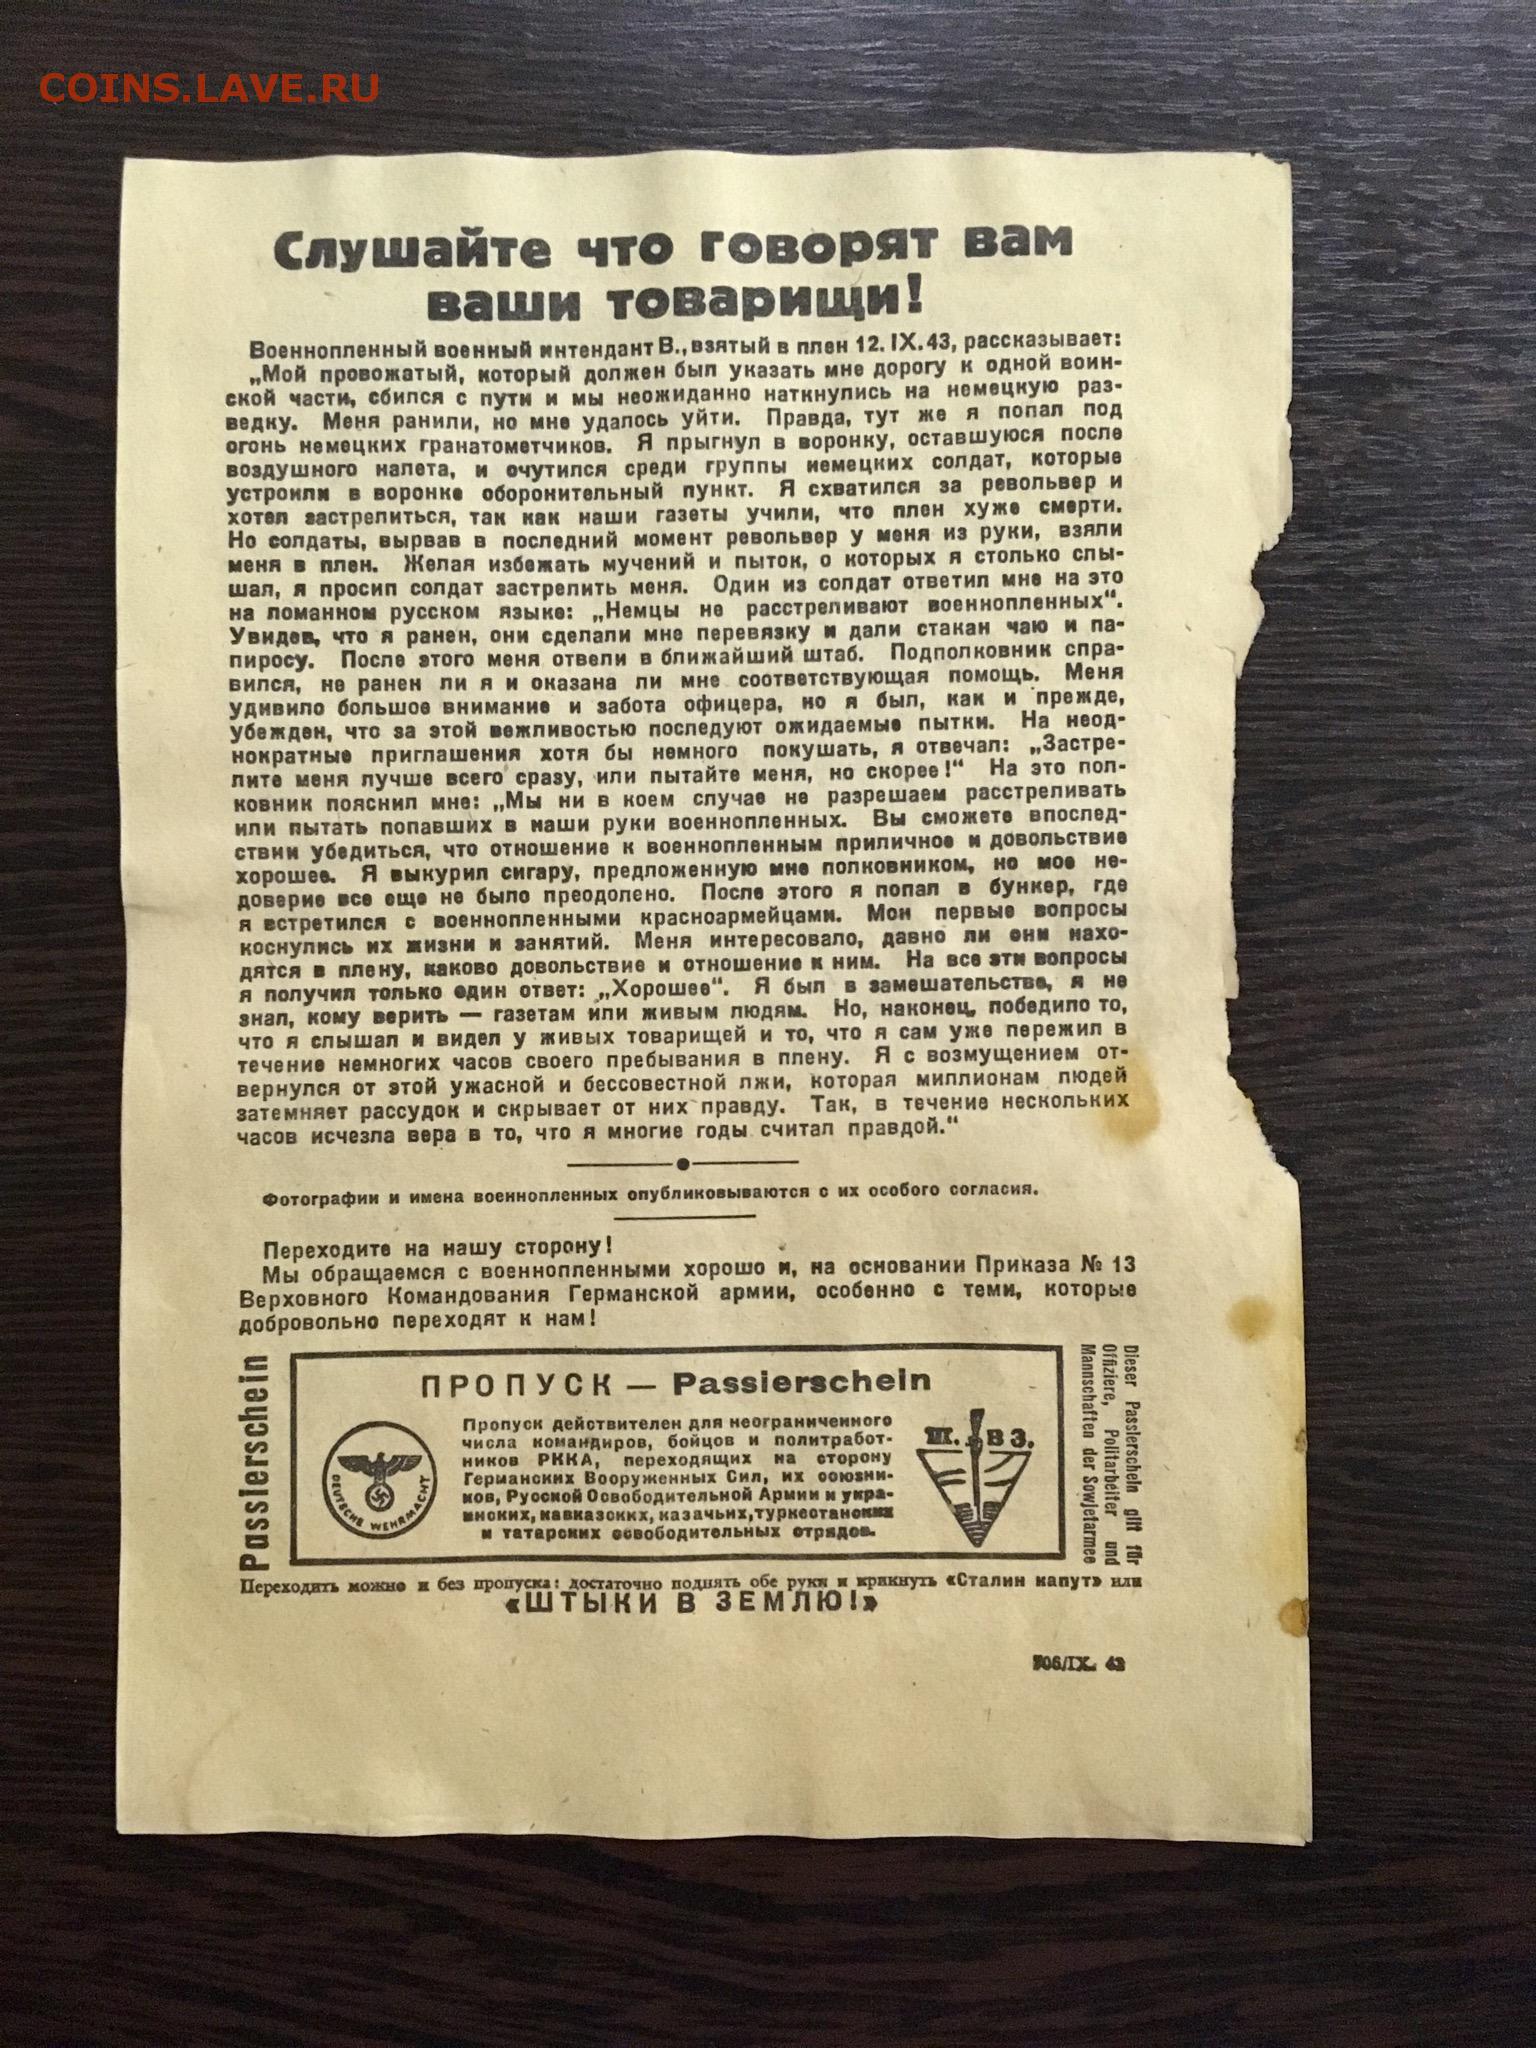 COINS.LAVE.RU
Слушайте что говорят вам
ваши товарищи!
Военнопленный военный интендант В., взятый в плен 12. IX. 43, рассказывает:
„Мой провожатый, который должен был указать мне дорогу к одной воин-
ской части, сбился с пути и мы неожиданно наткнулись на немецкую раз-
ведку. Меня ранили, но мне удалось уйти. Правда, тут же я попал под
огонь немецких гранатометчиков. Я прыгнул в воронку, оставшуюся после
воздушного налета, и очутился среди группы немецких солдат, которые
устроили в воронке оборонительный пункт. Я схватился за револьвер и
хотел застрелиться, так как наши газеты учили, что плен хуже смерти.
Но солдаты, вырвав в последний момент револьвер у меня из руки, взяли
меня в плен. Желая избежать мучений и пыток, о которых я столько слы-
шал, я просил солдат застрелить меня. Один из солдат ответил мне на это
на ломанном русском языке: „Немцы не расстреливают военнопленных“.
Увидев, что я ранен, они сделали мне перевязку и дали стакан чаю и па-
пиросу. После этого меня отвели в ближайший штаб. Подполковник спра-
вился, не ранен ли я и оказана ли мне соответствующая помощь. Меня
удивило большое внимание и забота офицера, но я был, как и прежде,
убежден, что за этой вежливостью последуют ожидаемые пытки. На неод-
нократные приглашения хотя бы немного покушать, я отвечал: „Застре-
лите меня лучше всего сразу, или пытайте меня, но скорее!“ На это пол-
ковник пояснил мне: „Мы ни в коем случае не разрешаем расстреливать
или пытать попавших в наши руки военнопленных. Вы сможете впослед-
ствии убедиться, что отношение к военнопленным приличное и довольствие
хорошее. Я выкурил сигару, предложенную мне полковником, но мое не-
доверие все еще не было преодолено. После этого я попал в бункер, где
я встретился с военнопленными красноармейцами. Мои первые вопросы
коснулись их жизни и занятий. Меня интересовало, давно ли они нахо-
дятся в плену, каково довольствие и отношение к ним. На все эти вопросы
я получил только один ответ: „Хорошее“. Я был в замешательстве, я не
знал, кому верить — газетам или живым людям. Но, наконец, победило то,
что я слышал и видел у живых товарищей и то, что я сам уже пережил в
течение немногих часов своего пребывания в плену. Я с возмущением от-
вернулся от этой ужасной и бессовестной лжи, которая миллионам людей
затемняет рассудок и скрывает от них правду. Так, в течение нескольких
часов исчезла вера в то, что я многие годы считал правдой.“
Фотографии и имена военнопленных опубликовываются с их особого согласия.
Переходите на нашу сторону!
Мы обращаемся с военнопленными хорошо и, на основании Приказа № 13
Верховного Командования Германской армии, особенно с теми, которые
добровольно переходят к нам!
Passierschein
ПРОПУСК — Passierschein
DEUTSCHE WEHRMACHT
Пропуск действителен для неограниченного
числа командиров, бойцов и политработ-
ников РККА, переходящих на сторону
Германских Вооруженных Сил, их союзни-
ков, Русской Освободительной Армии и укра-
инских, кавказских, казачьих, туркестанских
и татарских освободительных отрядов.
Ш. В З.
Dieser Passierschein gilt für
Offiziere, Politarbeiter und
Mannschaften der Sowjetarmee
Переходить можно и без пропуска: достаточно поднять обе руки и крикнуть «Сталин капут» или
«ШТЫКИ В ЗЕМЛЮ!»